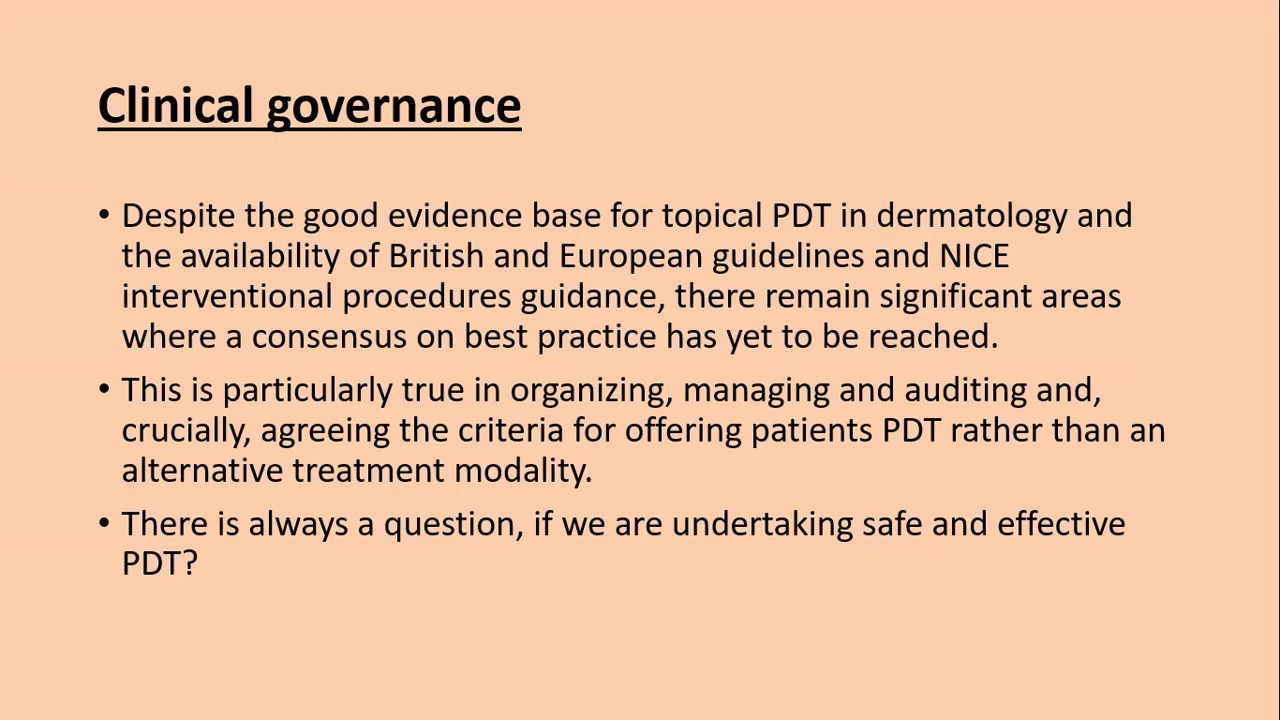 Clinical governance
• Despite the good evidence base for topical PDT in dermatology and
the availability of British and European guidelines and NICE
interventional procedures guidance, there remain significant areas
where a consensus on best practice has yet to be reached.
• This is particularly true in organizing, managing and auditing and,
crucially, agreeing the criteria for offering patients PDT rather than an
alternative treatment modality.
• There is always a question, if we are undertaking safe and effective
PDT?